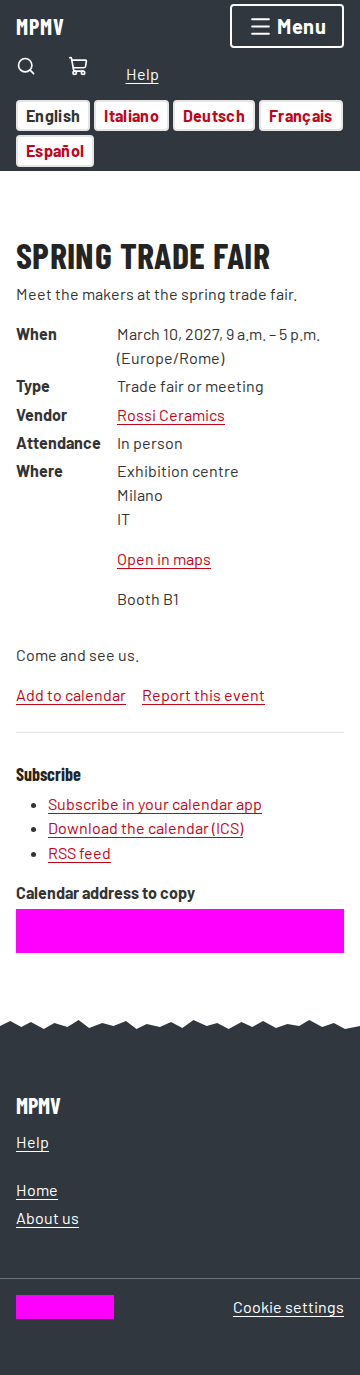 MPMV
Menu
Help
English Italiano Deutsch Français
Español
SPRING TRADE FAIR
Meet the makers at the spring trade fair.
When March 10, 2027, 9 a.m. – 5 p.m.
(Europe/Rome)
Type Trade fair or meeting
Vendor Rossi Ceramics
Attendance In person
Where Exhibition centre
Milano
IT
Open in maps
Booth B1
Come and see us.
Add to calendar Report this event
Subscribe
Subscribe in your calendar app
Download the calendar (ICS)
RSS feed
Calendar address to copy
MPMV
Help
Home
About us
Cookie settings